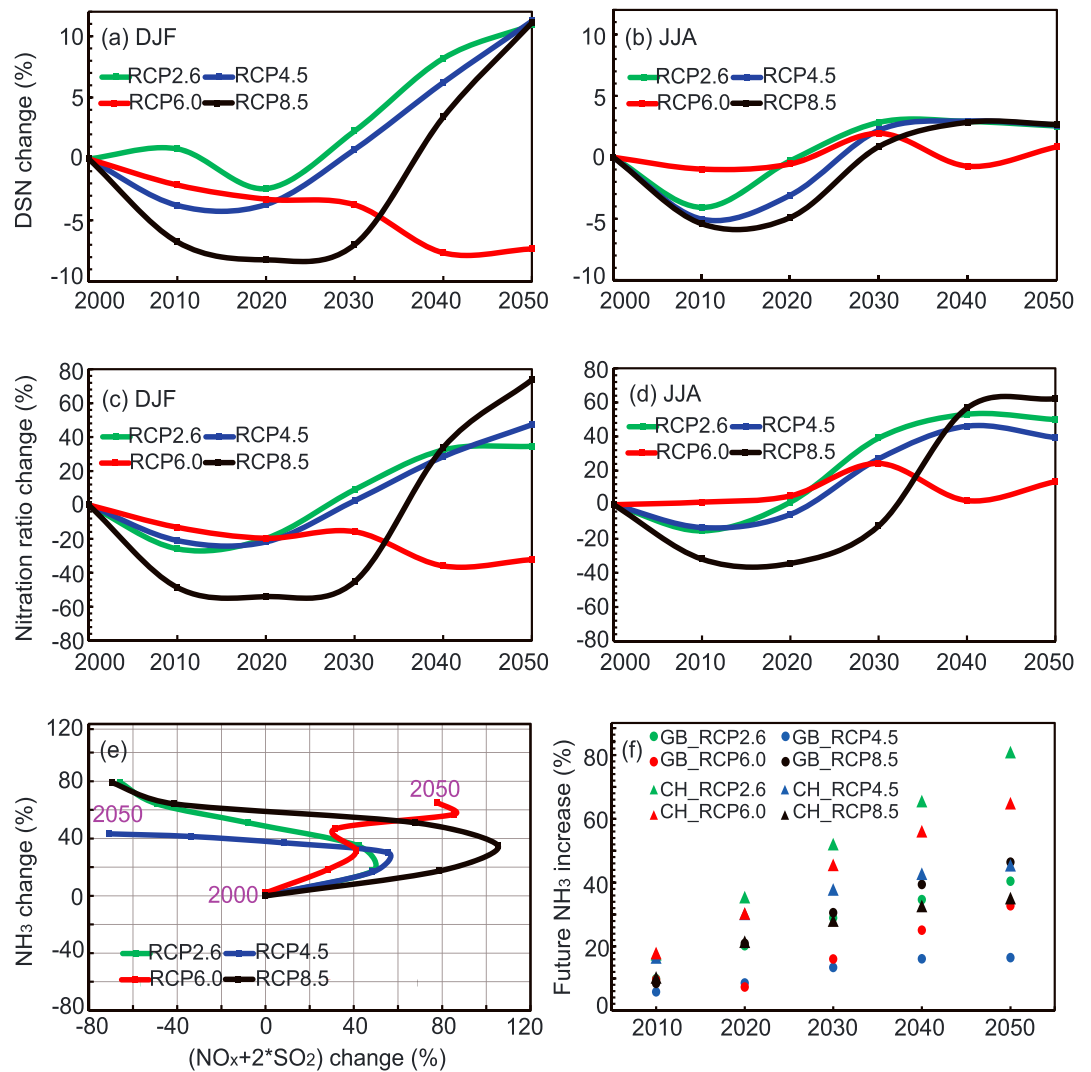 (a) DJF
RCP2.6 RCP4.5
RCP6.0 RCP8.5
DSN change (%)
10
5
0
-5
-10
2000 2010 2020 2030 2040 2050
(b) JJA
RCP2.6 RCP4.5
RCP6.0 RCP8.5
10
5
0
-5
-10
2000 2010 2020 2030 2040 2050
(c) DJF
RCP2.6 RCP4.5
RCP6.0 RCP8.5
Nitration ratio change (%)
80
60
40
20
0
-20
-40
-60
-80
2000 2010 2020 2030 2040 2050
(d) JJA
RCP2.6 RCP4.5
RCP6.0 RCP8.5
80
60
40
20
0
-20
-40
-60
-80
2000 2010 2020 2030 2040 2050
(e)
2050
2050
2000
RCP2.6 RCP4.5
RCP6.0 RCP8.5
NH3 change (%)
120
80
40
0
-40
-80
-80 -40 0 40 80 120
(NOx+2*SO2) change (%)
(f)
GB_RCP2.6 GB_RCP4.5
GB_RCP6.0 GB_RCP8.5
CH_RCP2.6 CH_RCP4.5
CH_RCP6.0 CH_RCP8.5
Future NH3 increase (%)
80
60
40
20
0
2010 2020 2030 2040 2050